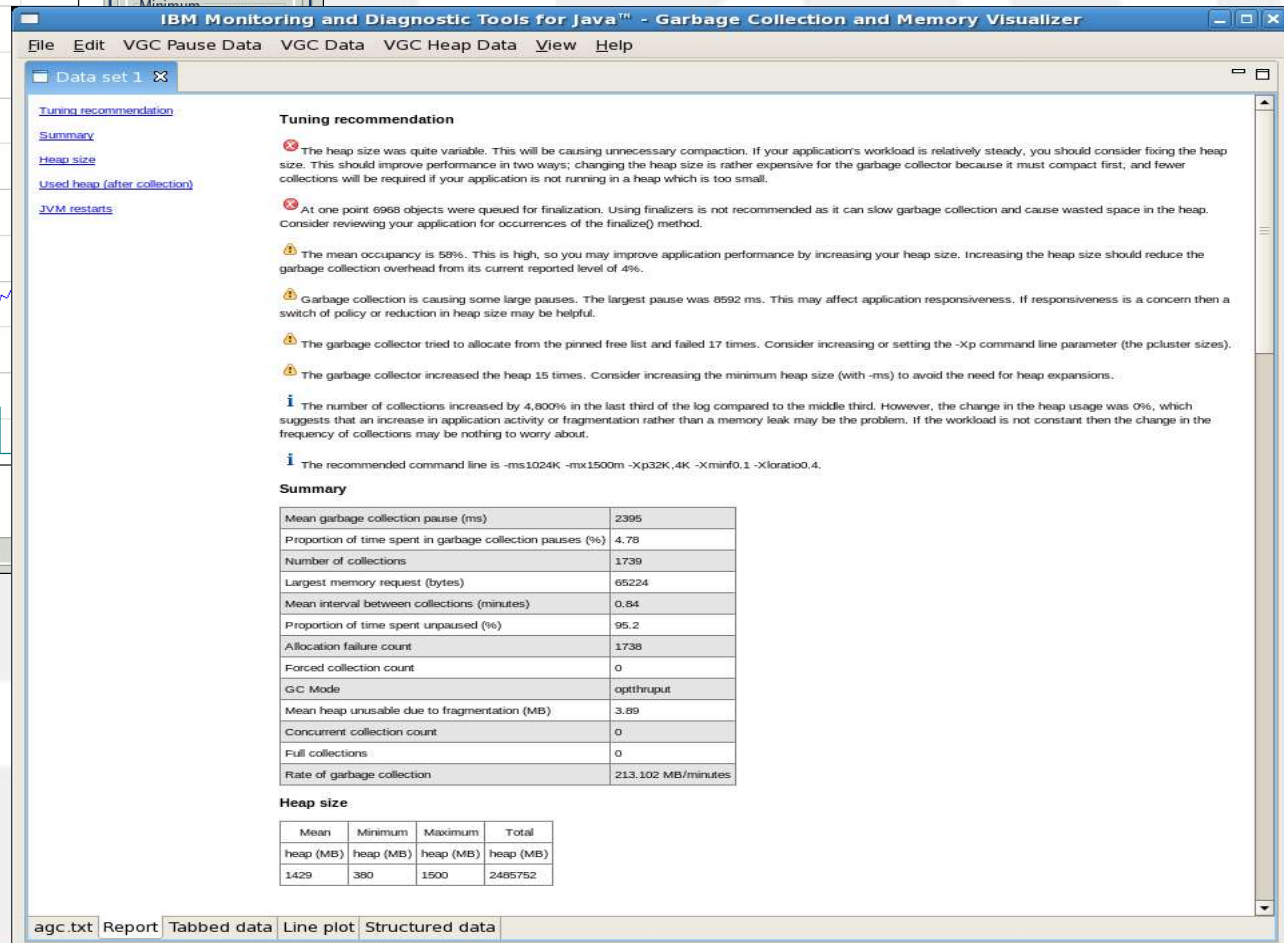 Minimum
IBM Monitoring and Diagnostic Tools for Java™ - Garbage Collection and Memory Visualizer
File Edit VGC Pause Data VGC Data VGC Heap Data View Help
Data set 1
Tuning recommendation
Summary
Heap size
Used heap (after collection)
JVM restarts
Tuning recommendation
The heap size was quite variable. This will be causing unnecessary compaction. If your application's workload is relatively steady, you should consider fixing the heap
size. This should improve performance in two ways; changing the heap size is rather expensive for the garbage collector because it must compact first, and fewer
collections will be required if your application is not running in a heap which is too small.
At one point 6968 objects were queued for finalization. Using finalizers is not recommended as it can slow garbage collection and cause wasted space in the heap.
Consider reviewing your application for occurrences of the finalize() method.
The mean occupancy is 58%. This is high, so you may improve application performance by increasing your heap size. Increasing the heap size should reduce the
garbage collection overhead from its current reported level of 4%.
Garbage collection is causing some large pauses. The largest pause was 8592 ms. This may affect application responsiveness. If responsiveness is a concern then a
switch of policy or reduction in heap size may be helpful.
The garbage collector tried to allocate from the pinned free list and failed 17 times. Consider increasing or setting the -Xp command line parameter (the pcluster sizes).
The garbage collector increased the heap 15 times. Consider increasing the minimum heap size (with -ms) to avoid the need for heap expansions.
The number of collections increased by 4,800% in the last third of the log compared to the middle third. However, the change in the heap usage was 0%, which
suggests that an increase in application activity or fragmentation rather than a memory leak may be the problem. If the workload is not constant then the change in the
frequency of collections may be nothing to worry about.
The recommended command line is -ms1024K -mx1500m -Xp32K,4K -Xminf0.1 -Xloratio0.4.
Summary
Mean garbage collection pause (ms) 2395
Proportion of time spent in garbage collection pauses (%) 4.78
Number of collections 1739
Largest memory request (bytes) 65224
Mean interval between collections (minutes) 0.84
Proportion of time spent unpaused (%) 95.2
Allocation failure count 1738
Forced collection count 0
GC Mode optthruput
Mean heap unusable due to fragmentation (MB) 3.89
Concurrent collection count 0
Full collections 0
Rate of garbage collection 213.102 MB/minutes
Heap size
Mean Minimum Maximum Total
heap (MB) heap (MB) heap (MB) heap (MB)
1429 380 1500 2485752
agc.txt Report Tabbed data Line plot Structured data